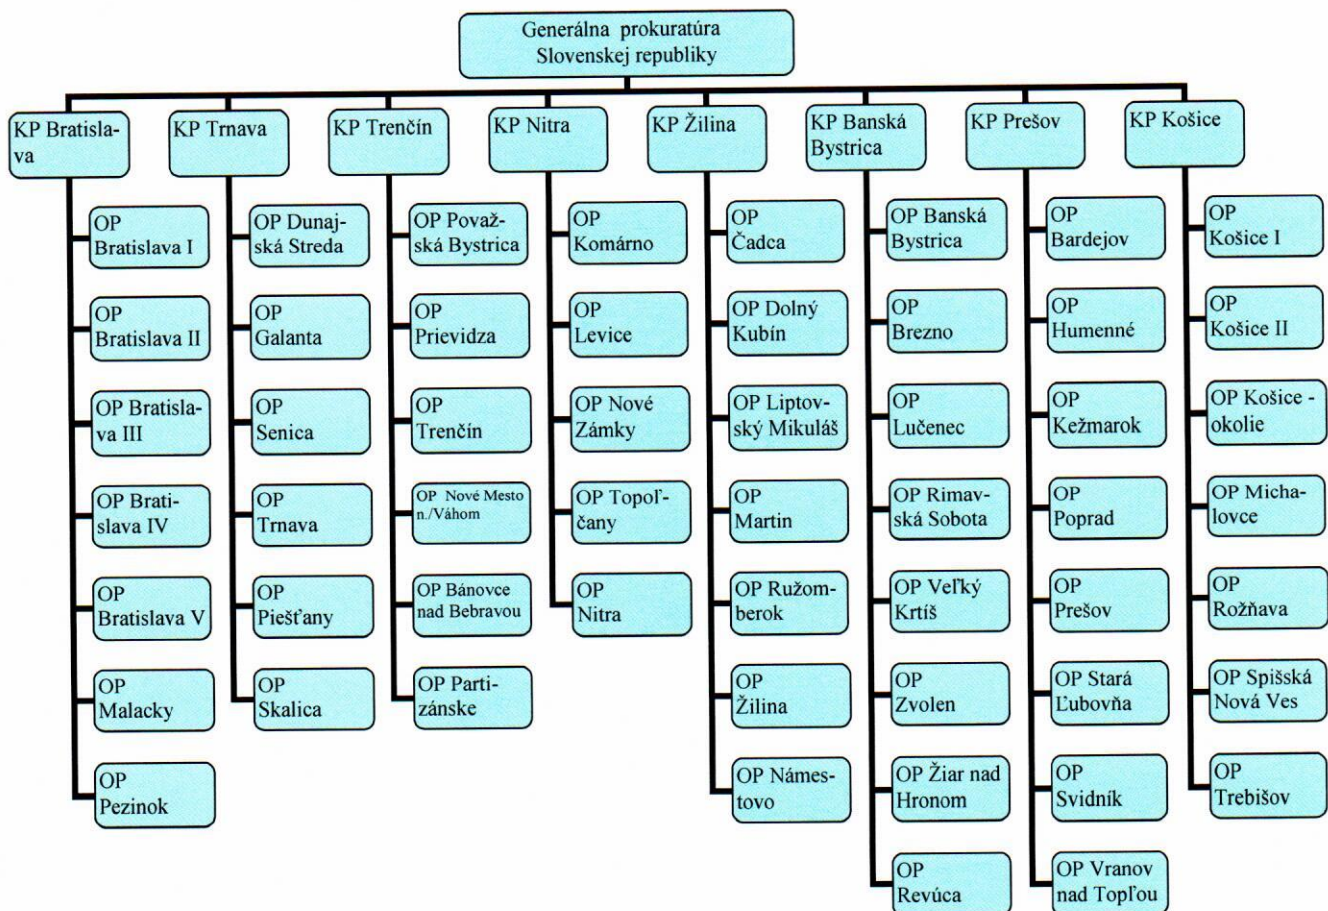 Generálna prokuratúra
Slovenskej republiky
KP Bratisla-
va
KP Trnava
KP Trenčín
KP Nitra
KP Žilina
KP Banská
Bystrica
KP Prešov
KP Košice
OP
Bratislava I
OP
Bratislava II
OP Bratisla-
va III
OP Brati-
slava IV
OP
Bratislava V
OP
Malacky
OP
Pezinok
OP Dunaj-
ská Streda
OP
Galanta
OP
Senica
OP
Trnava
OP
Piešťany
OP
Skalica
OP Považ-
ská Bystrica
OP
Prievidza
OP
Trenčín
OP Nové Mesto
n./Váhom
OP Bánovce
nad Bebravou
OP Parti-
zánske
OP
Komárno
OP
Levice
OP Nové
Zámky
OP Topoľ-
čany
OP
Nitra
OP
Čadca
OP Dolný
Kubín
OP Liptov-
ský Mikuláš
OP
Martin
OP Ružom-
berok
OP
Žilina
OP Námes-
tovo
OP Banská
Bystrica
OP
Brezno
OP
Lučenec
OP Rimav-
ská Sobota
OP Veľký
Krtíš
OP
Zvolen
OP Žiar nad
Hronom
OP
Revúca
OP
Bardejov
OP
Humenné
OP
Kežmarok
OP
Poprad
OP
Prešov
OP Stará
Ľubovňa
OP
Svidník
OP Vranov
nad Topľou
OP
Košice I
OP
Košice II
OP Košice -
okolie
OP Micha-
lovce
OP
Rožňava
OP Spišská
Nová Ves
OP
Trebišov